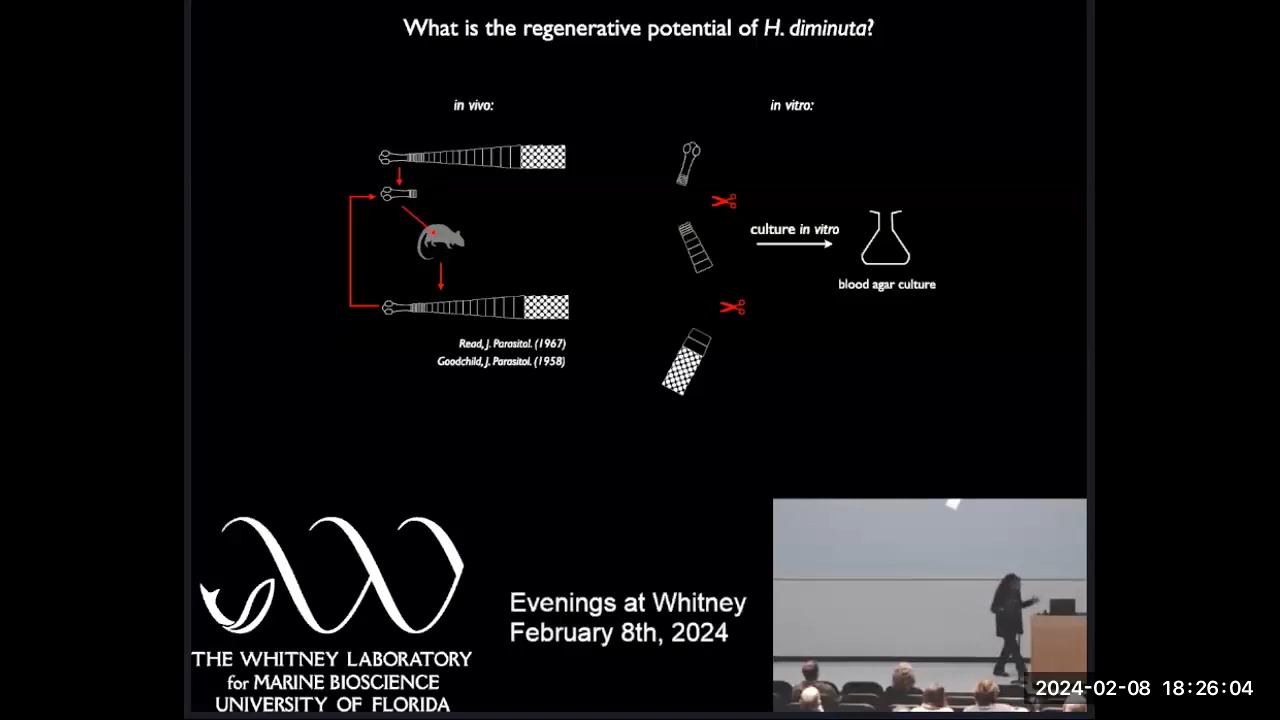 What is the regenerative potential of H. diminuta?
in vivo:
in vitro:
culture in vitro
blood agar culture
Read, J. Parasitol. (1967)
Goodchild, J. Parasitol. (1958)
Evenings at Whitney
February 8th, 2024
THE WHITNEY LABORATORY
for MARINE BIOSCIENCE
UNIVERSITY OF FLORIDA
2024-02-08 18:26:04